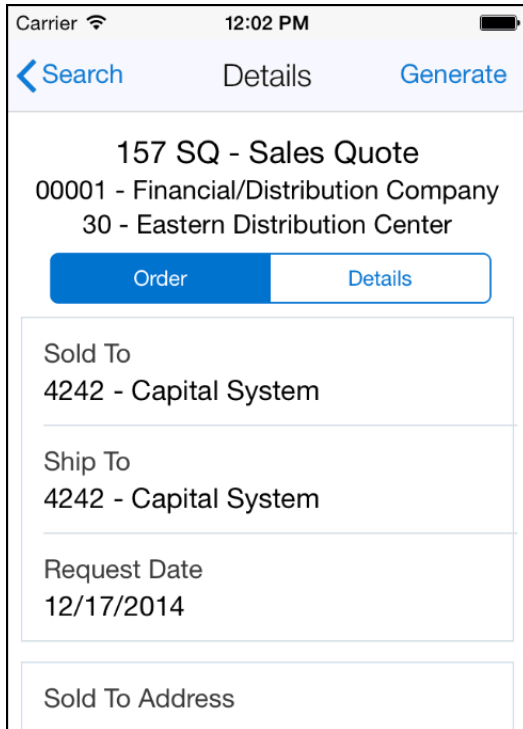 Carrier 12:02 PM
Search Details Generate
157 SQ - Sales Quote
00001 - Financial/Distribution Company
30 - Eastern Distribution Center
Order Details
Sold To
4242 - Capital System
Ship To
4242 - Capital System
Request Date
12/17/2014
Sold To Address